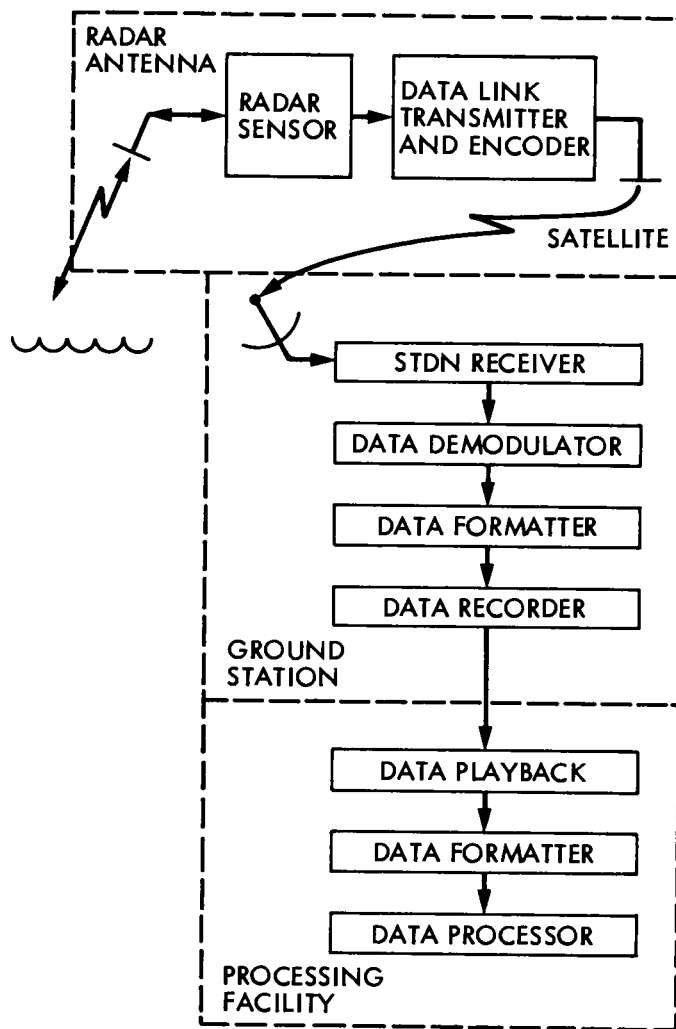 RADAR
ANTENNA
RADAR
SENSOR
DATA LINK
TRANSMITTER
AND ENCODER
SATELLITE
STDN RECEIVER
DATA DEMODULATOR
DATA FORMATTER
DATA RECORDER
GROUND
STATION
DATA PLAYBACK
DATA FORMATTER
DATA PROCESSOR
PROCESSING
FACILITY